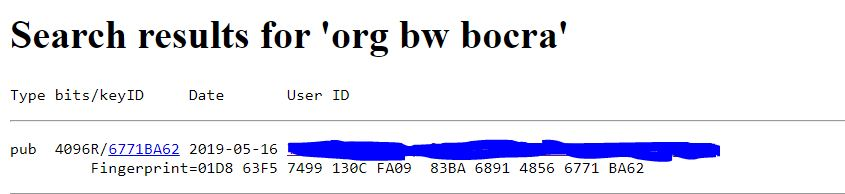 Search results for 'org bw bocra'
Type bits/keyID Date User ID
pub 4096R/6771BA62 2019-05-16
Fingerprint=01D8 63F5 7499 130C FA09 83BA 6891 4856 6771 BA62